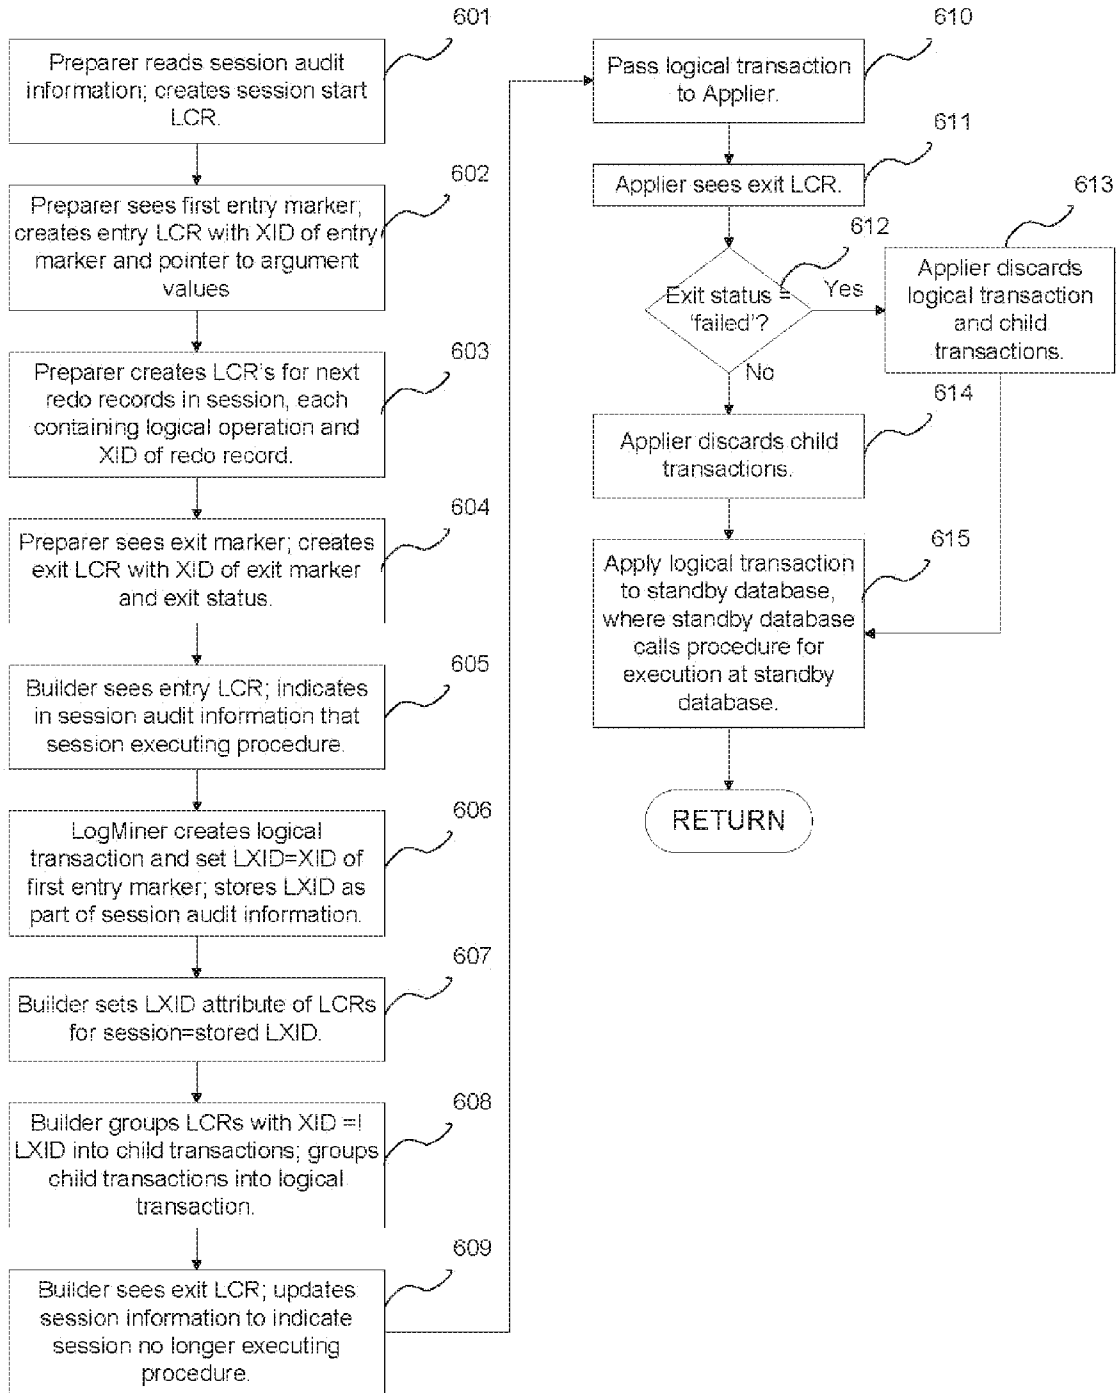 601
Preparer reads session audit
information; creates session start
LCR.
602
Preparer sees first entry marker;
creates entry LCR with XID of entry
marker and pointer to argument
values
603
Preparer creates LCR's for next
redo records in session, each
containing logical operation and
XID of redo record.
604
Preparer sees exit marker; creates
exit LCR with XID of exit marker
and exit status.
605
Builder sees entry LCR; indicates
in session audit information that
session executing procedure.
606
LogMiner creates logical
transaction and set LXID=XID of
first entry marker; stores LXID as
part of session audit information.
607
Builder sets LXID attribute of LCRs
for session=stored LXID.
608
Builder groups LCRs with XID =!
LXID into child transactions; groups
child transactions into logical
transaction.
609
Builder sees exit LCR; updates
session information to indicate
session no longer executing
procedure.
610
Pass logical transaction
to Applier.
611
Applier sees exit LCR.
612
Exit status =
'failed'?
Yes
No
613
Applier discards
logical transaction
and child
transactions.
614
Applier discards child
transactions.
615
Apply logical transaction
to standby database,
where standby database
calls procedure for
execution at standby
database.
RETURN